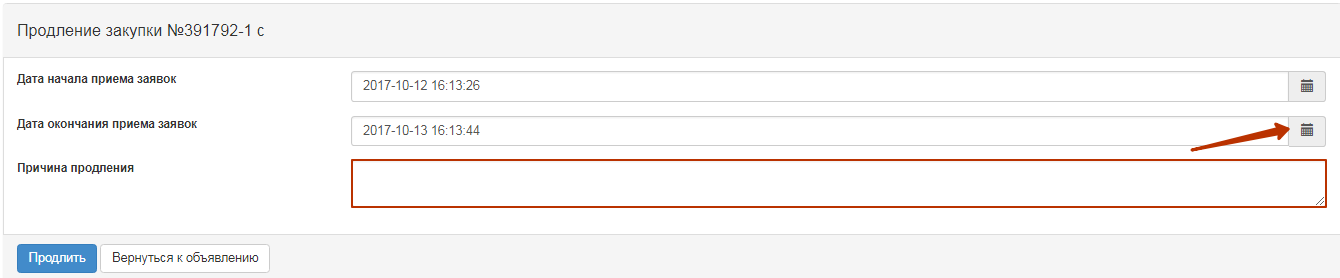 Продление закупки №391792-1 с
Дата начала приема заявок
2017-10-12 16:13:26
Дата окончания приема заявок
2017-10-13 16:13:44
Причина продления
Продлить Вернуться к объявлению